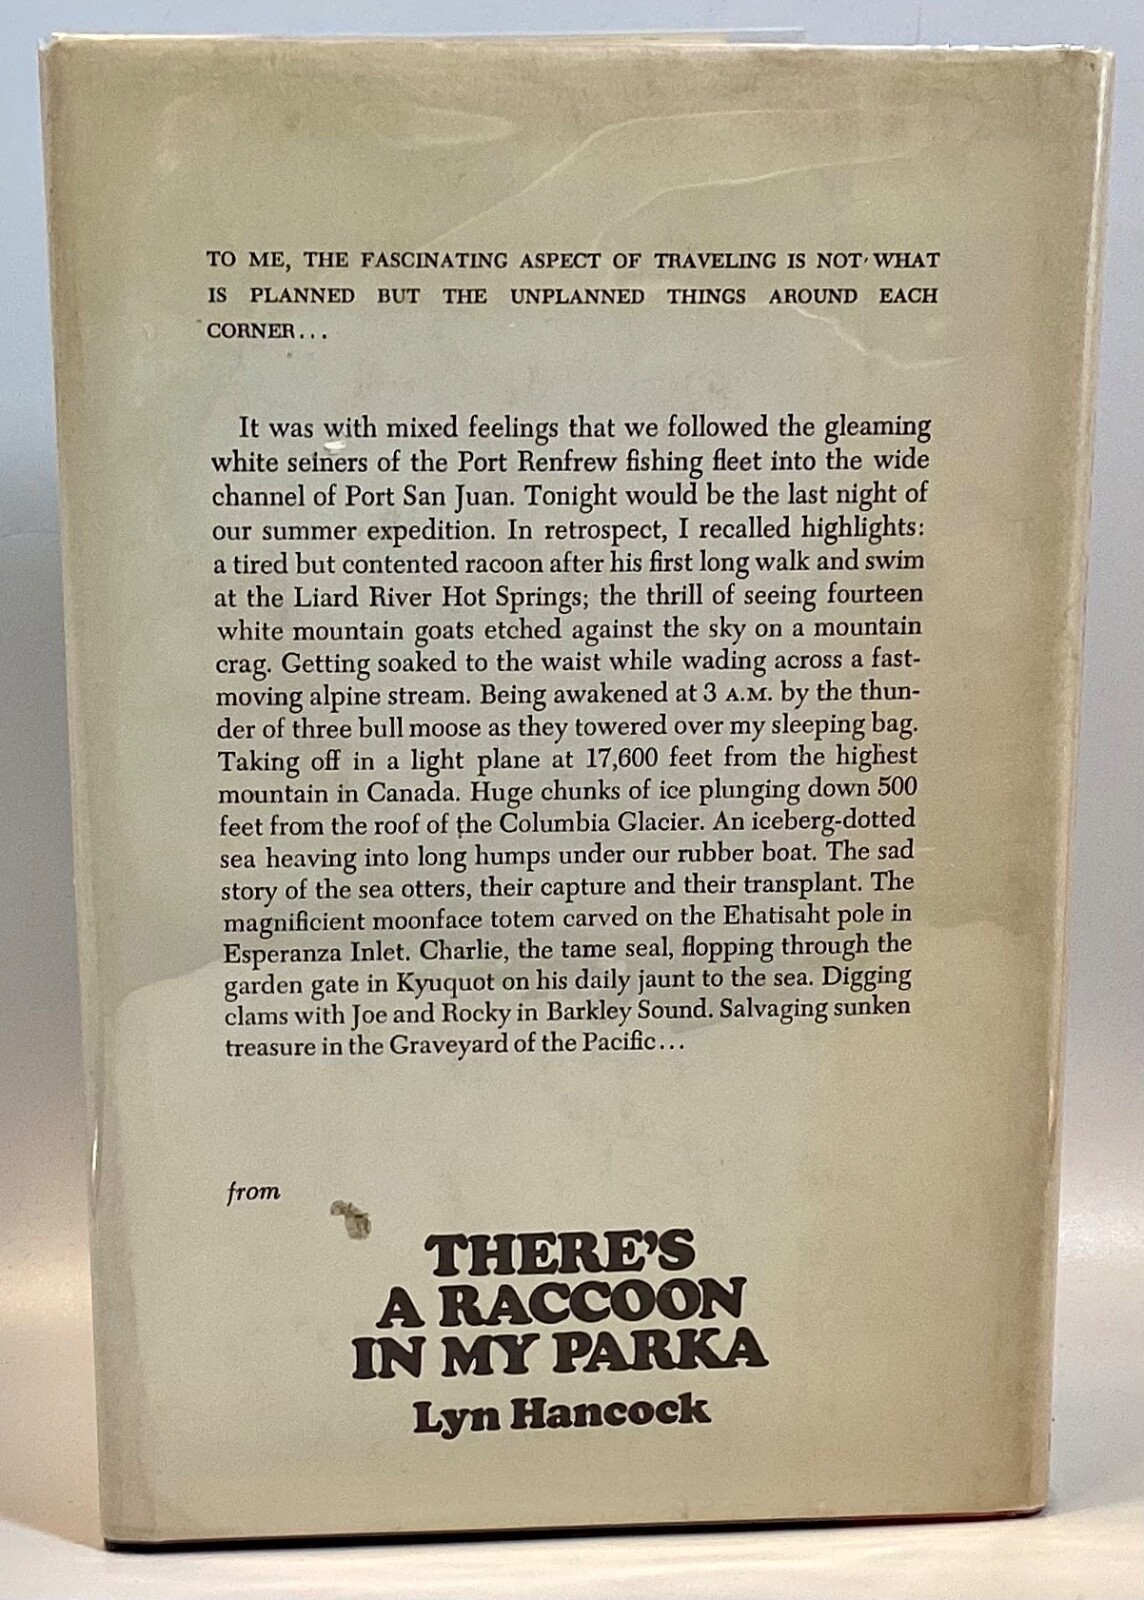 TO ME, THE FASCINATING ASPECT OF TRAVELING IS NOT WHAT
IS PLANNED BUT THE UNPLANNED THINGS AROUND EACH
CORNER...
It was with mixed feelings that we followed the gleaming
white seiners of the Port Renfrew fishing fleet into the wide
channel of Port San Juan. Tonight would be the last night of
our summer expedition. In retrospect, I recalled highlights:
a tired but contented racoon after his first long walk and swim
at the Liard River Hot Springs; the thrill of seeing fourteen
white mountain goats etched against the sky on a mountain
crag. Getting soaked to the waist while wading across a fast-
moving alpine stream. Being awakened at 3 A.M. by the thun-
der of three bull moose as they towered over my sleeping bag.
Taking off in a light plane at 17,600 feet from the highest
mountain in Canada. Huge chunks of ice plunging down 500
feet from the roof of the Columbia Glacier. An iceberg-dotted
sea heaving into long humps under our rubber boat. The sad
story of the sea otters, their capture and their transplant. The
magnificient moonface totem carved on the Ehatisaht pole in
Esperanza Inlet. Charlie, the tame seal, flopping through the
garden gate in Kyuquot on his daily jaunt to the sea. Digging
clams with Joe and Rocky in Barkley Sound. Salvaging sunken
treasure in the Graveyard of the Pacific...
from
THERE'S
A RACCOON
IN MY PARKA
Lyn Hancock